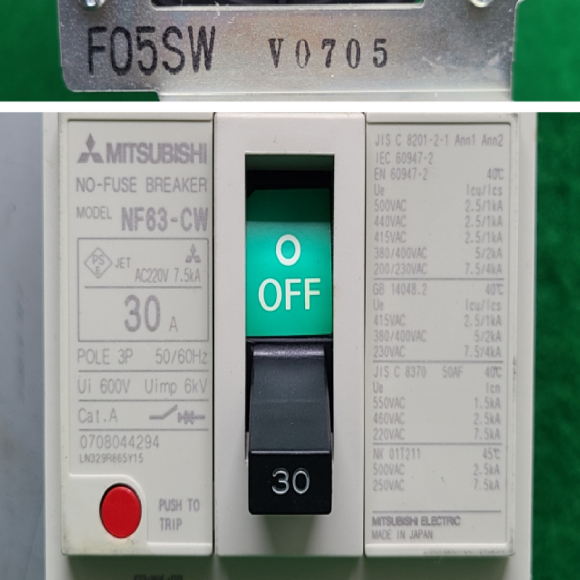 F05SW V0705
MITSUBISHI
NO-FUSE BREAKER
MODEL NF63-CW
PSE JET
AC220V 7.5kA
30 A
POLE 3P 50/60Hz
Ui 600V Uimp 6kV
Cat.A
0708044294
LN329R865Y15
PUSH TO
TRIP
O
OFF
30
JIS C 8201-2-1 Ann1 Ann2
IEC 60947-2
EN 60947-2 40℃
Ue Icu/Ics
500VAC 2.5/1kA
440VAC 2.5/1kA
415VAC 2.5/1kA
380/400VAC 5/2kA
200/230VAC 7.5/4kA
GB 14048.2 40℃
Ue Icu/Ics
415VAC 2.5/1kA
380/400VAC 5/2kA
230VAC 7.5/4kA
JIS C 8370 50AF 40℃
Ue Icn
550VAC 1.5kA
460VAC 2.5kA
220VAC 7.5kA
NK 01T211 45℃
500VAC 2.5kA
250VAC 7.5kA
MITSUBISHI ELECTRIC
MADE IN JAPAN